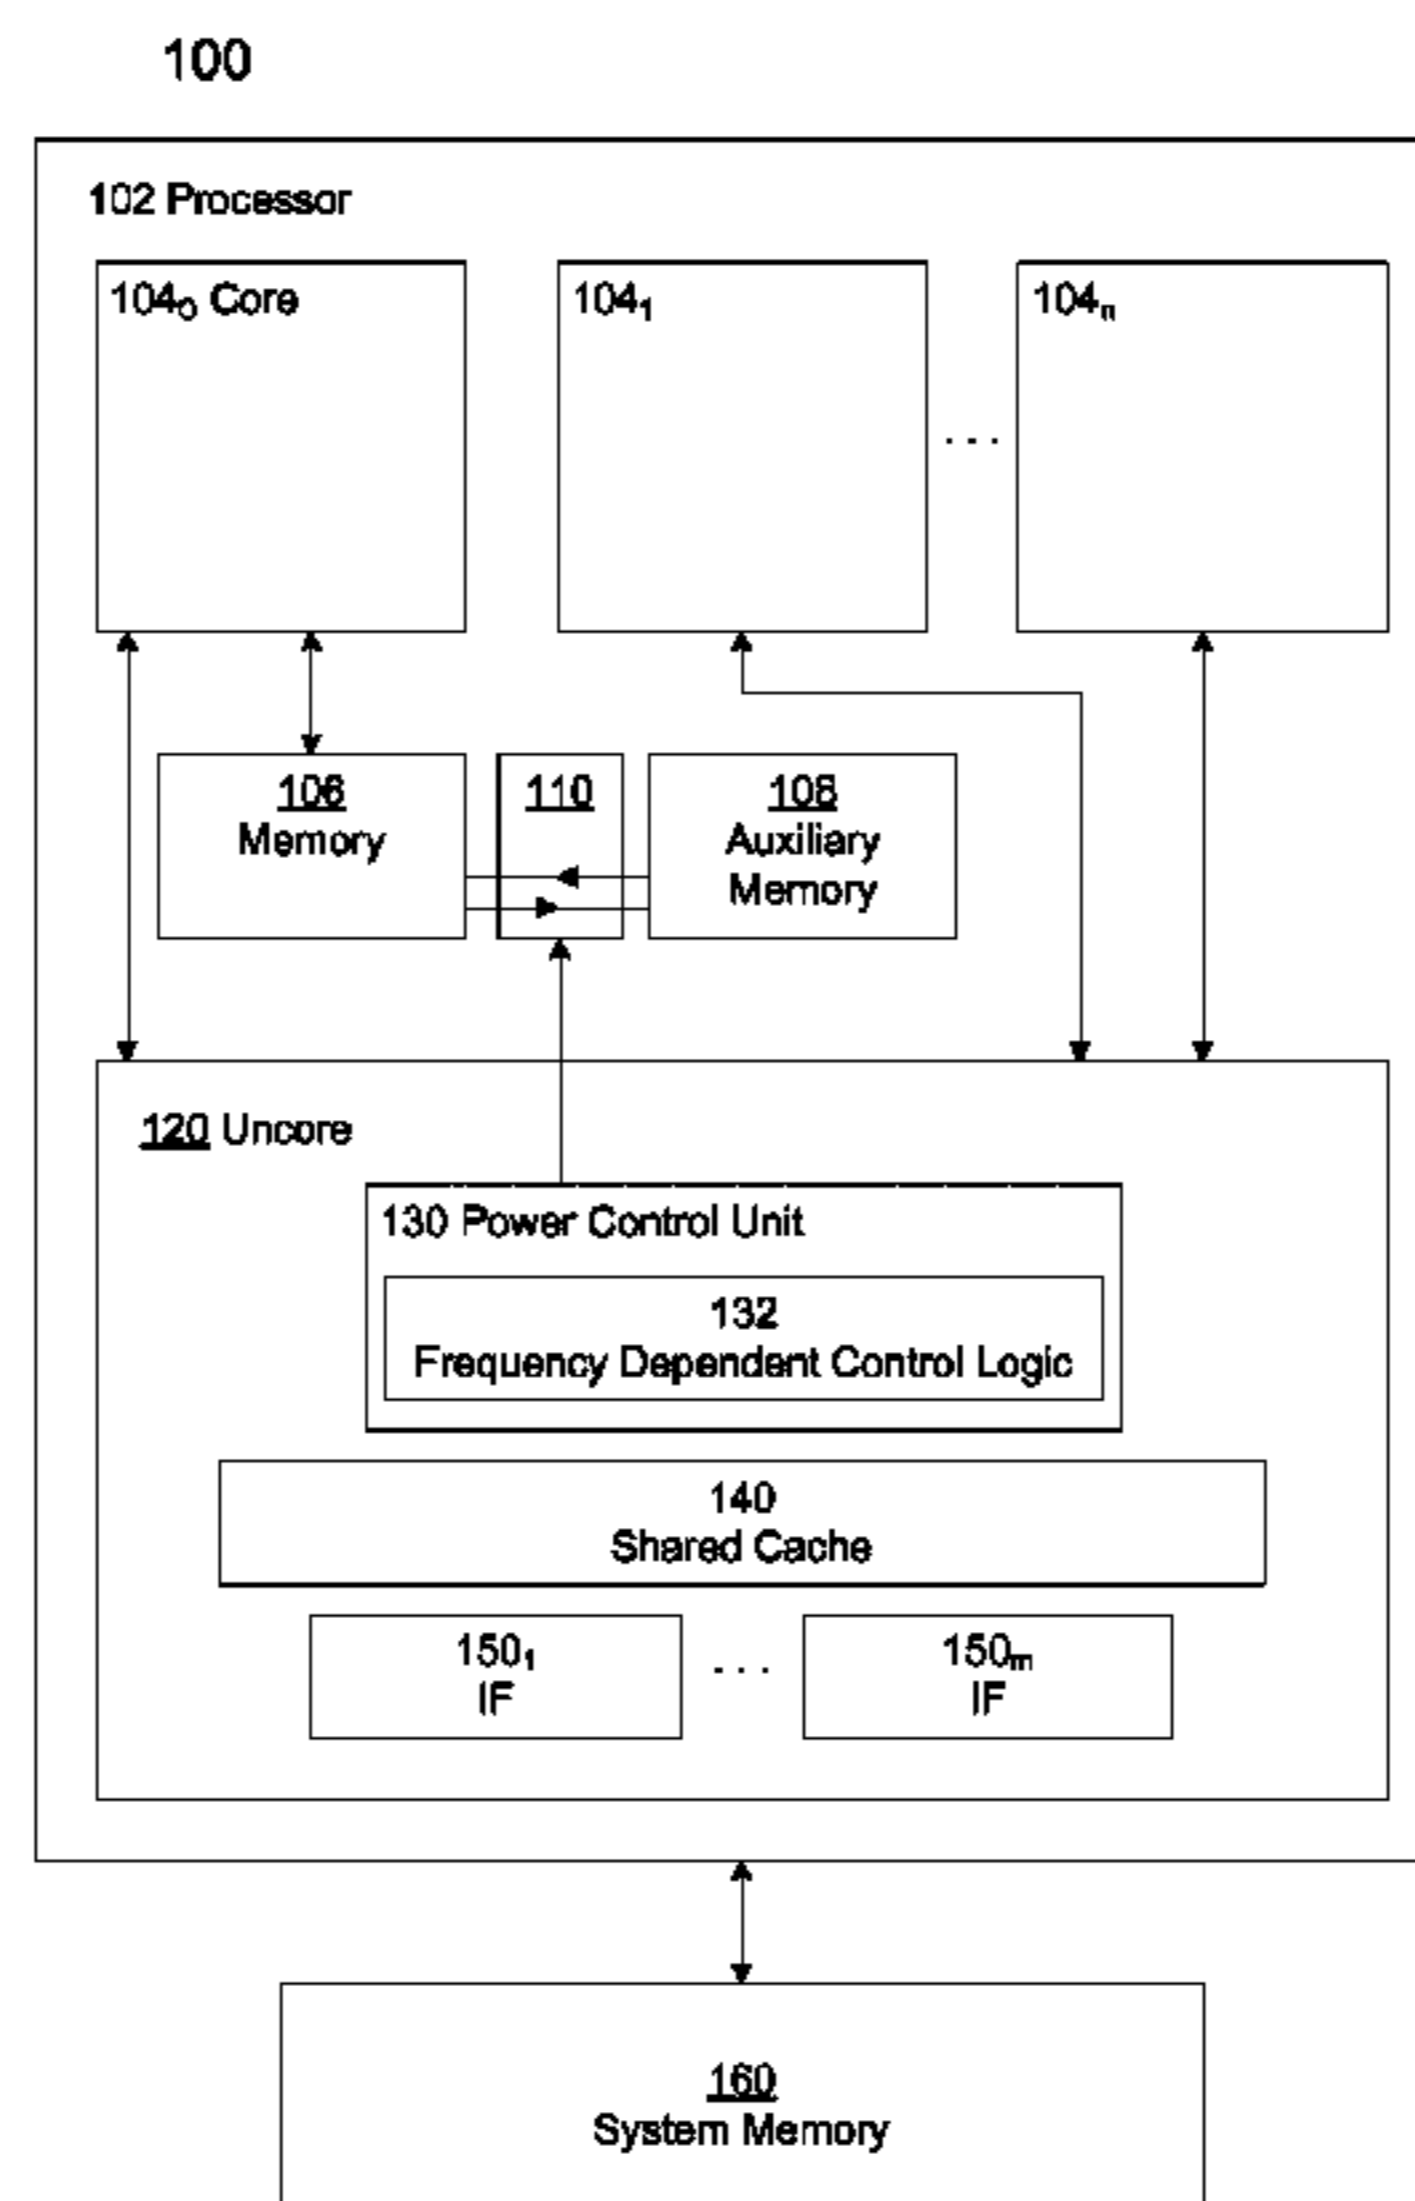 100
102 Processor
104₀ Core
104₁
104ₙ
. . .
106
Memory
110
108
Auxiliary
Memory
120 Uncore
130 Power Control Unit
132
Frequency Dependent Control Logic
140
Shared Cache
150₁
IF
. . .
150ₘ
IF
160
System Memory